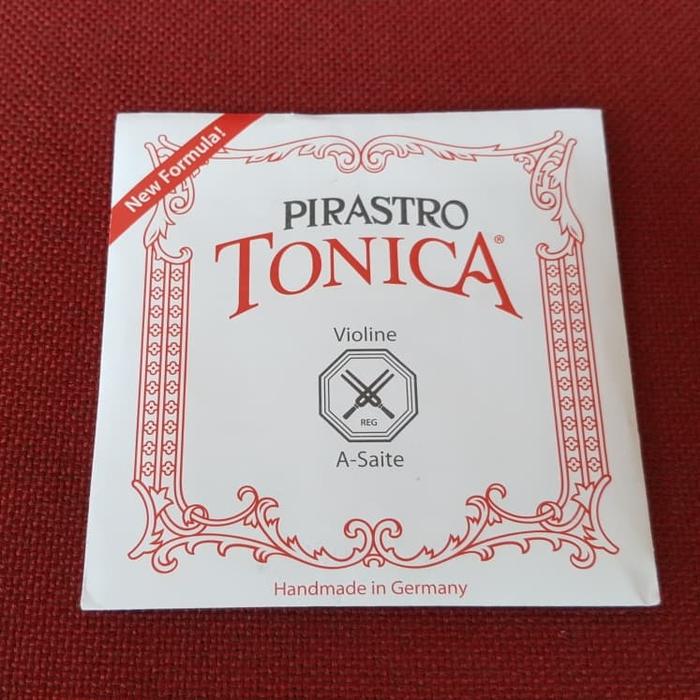 New Formula!
PIRASTRO
TONICA®
Violine
REG
A-Saite
Handmade in Germany